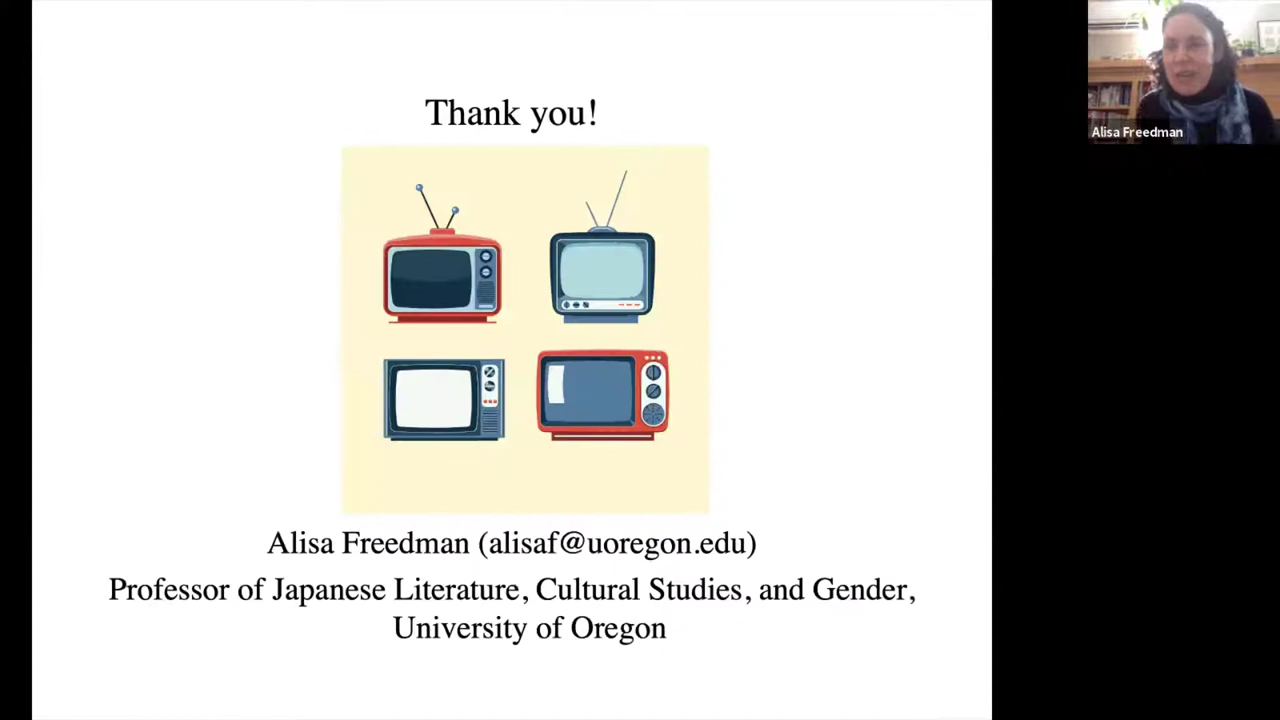 Thank you!
Alisa Freedman
Alisa Freedman (alisaf@uoregon.edu)
Professor of Japanese Literature, Cultural Studies, and Gender,
University of Oregon